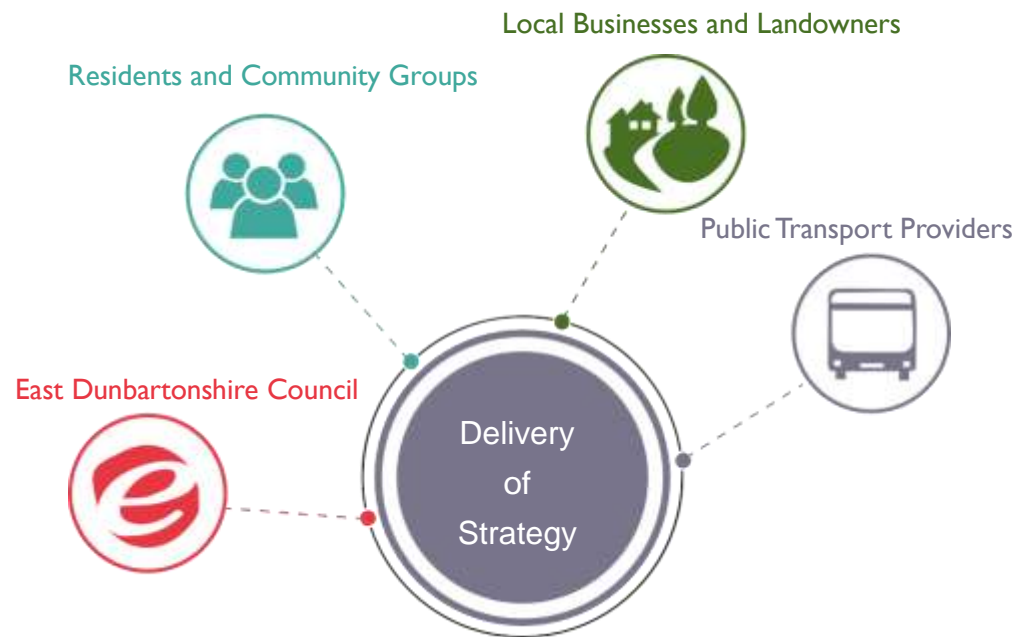 Local Businesses and Landowners
Residents and Community Groups
Public Transport Providers
East Dunbartonshire Council
Delivery
of
Strategy